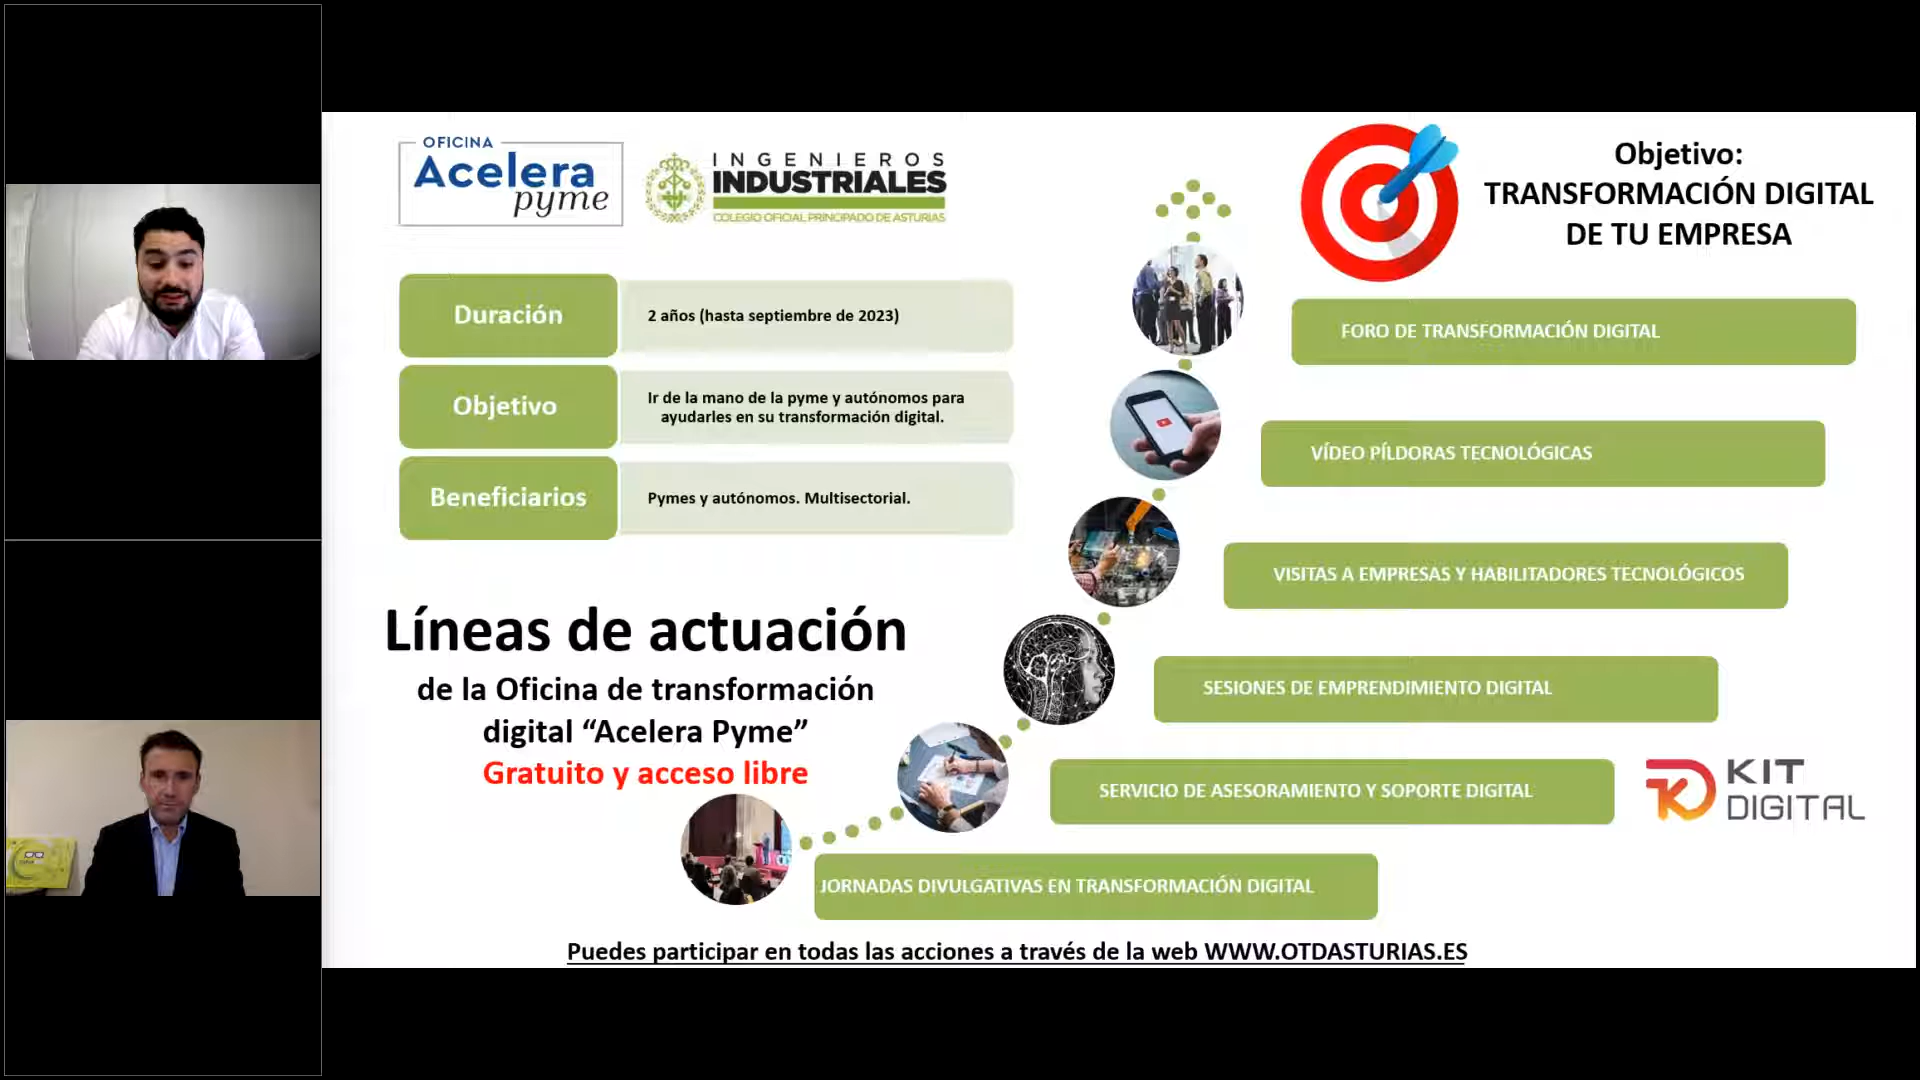 OFICINA
Acelera
pyme
INGENIEROS
INDUSTRIALES
COLEGIO OFICIAL PRINCIPADO DE ASTURIAS
Objetivo:
TRANSFORMACIÓN DIGITAL
DE TU EMPRESA
Duración
2 años (hasta septiembre de 2023)
Objetivo
Ir de la mano de la pyme y autónomos para
ayudarles en su transformación digital.
Beneficiarios
Pymes y autónomos. Multisectorial.
Líneas de actuación
de la Oficina de transformación
digital “Acelera Pyme”
Gratuito y acceso libre
FORO DE TRANSFORMACIÓN DIGITAL
VÍDEO PÍLDORAS TECNOLÓGICAS
VISITAS A EMPRESAS Y HABILITADORES TECNOLÓGICOS
SESIONES DE EMPRENDIMIENTO DIGITAL
SERVICIO DE ASESORAMIENTO Y SOPORTE DIGITAL
KIT
DIGITAL
JORNADAS DIVULGATIVAS EN TRANSFORMACIÓN DIGITAL
Puedes participar en todas las acciones a través de la web WWW.OTDASTURIAS.ES